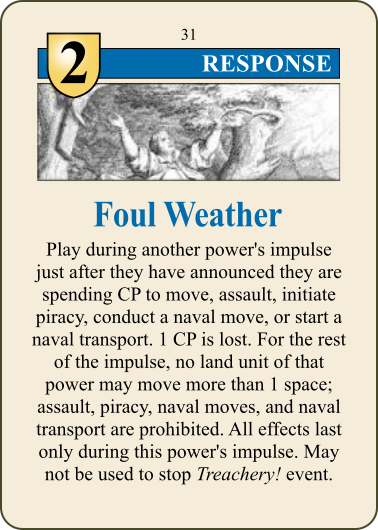 31
2
RESPONSE
Foul Weather
Play during another power's impulse
just after they have announced they are
spending CP to move, assault, initiate
piracy, conduct a naval move, or start a
naval transport. 1 CP is lost. For the rest
of the impulse, no land unit of that
power may move more than 1 space;
assault, piracy, naval moves, and naval
transport are prohibited. All effects last
only during this power's impulse. May
not be used to stop Treachery! event.